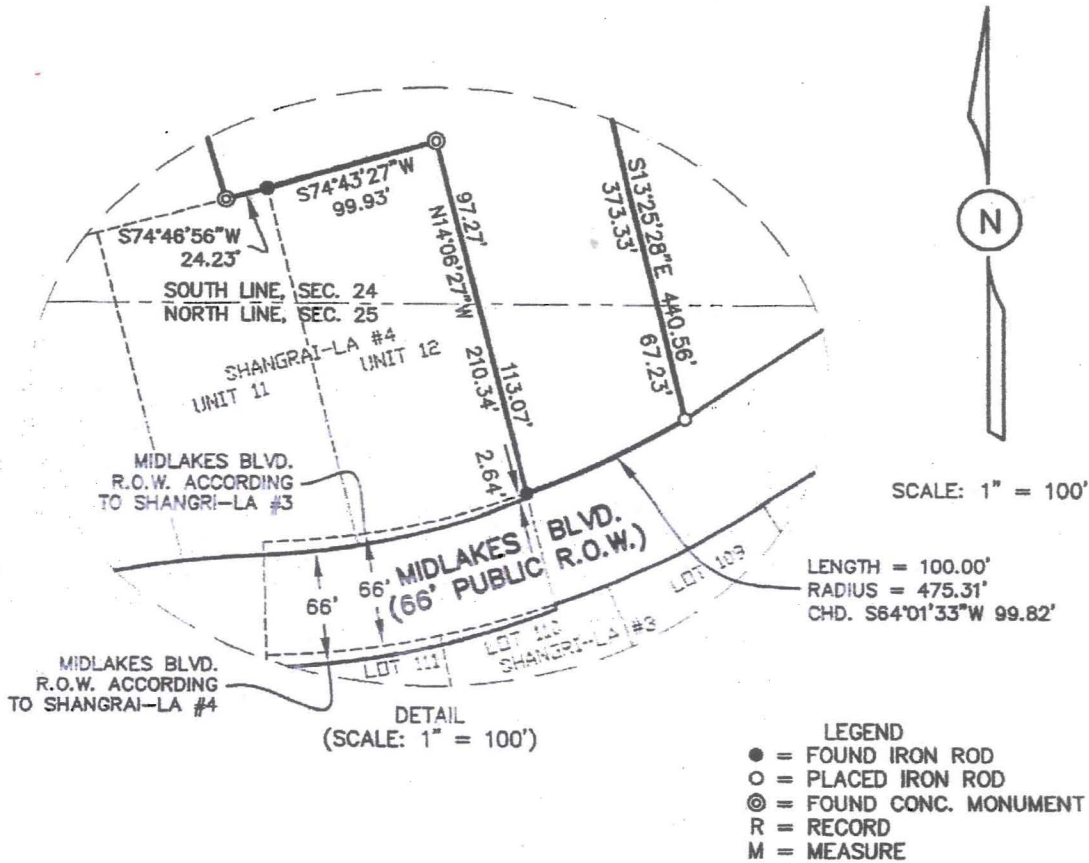 S74°43'27"W
99.93'
S74°46'56"W
24.23'
97.27'
N14°06'27"W
113.07'
210.34'
2.64'
S13°25'28"E 440.56'
373.33'
67.23'
SOUTH LINE, SEC. 24
NORTH LINE, SEC. 25
SHANGRAI-LA #4
UNIT 11
UNIT 12
N
SCALE: 1" = 100'
MIDLAKES BLVD.
R.O.W. ACCORDING
TO SHANGRI-LA #3
66'
66'
MIDLAKES BLVD.
(66' PUBLIC R.O.W.)
LENGTH = 100.00'
RADIUS = 475.31'
CHD. S64°01'33"W 99.82'
LOT 109
LOT 110
LOT 111
SHANGRI-LA #3
MIDLAKES BLVD.
R.O.W. ACCORDING
TO SHANGRAI-LA #4
DETAIL
(SCALE: 1" = 100')
LEGEND
● = FOUND IRON ROD
○ = PLACED IRON ROD
◎ = FOUND CONC. MONUMENT
R = RECORD
M = MEASURE